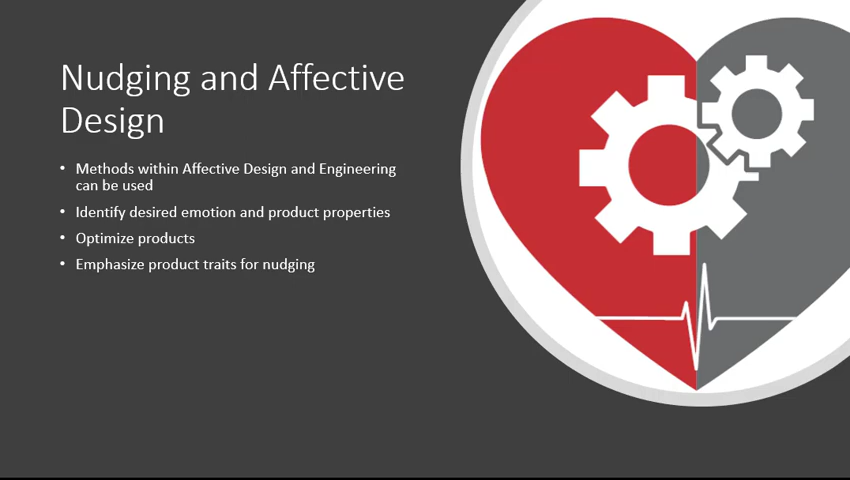 Nudging and Affective
Design
• Methods within Affective Design and Engineering
can be used
• Identify desired emotion and product properties
• Optimize products
• Emphasize product traits for nudging